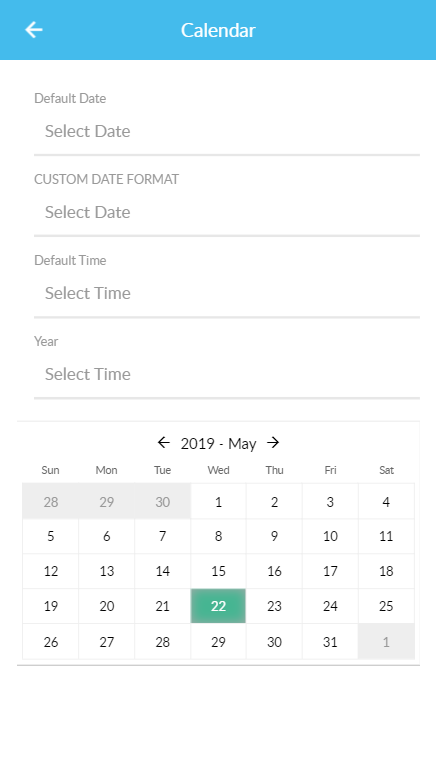 Calendar
Default Date
Select Date
CUSTOM DATE FORMAT
Select Date
Default Time
Select Time
Year
Select Time
2019 - May
Sun Mon Tue Wed Thu Fri Sat
28 29 30 1 2 3 4
5 6 7 8 9 10 11
12 13 14 15 16 17 18
19 20 21 22 23 24 25
26 27 28 29 30 31 1